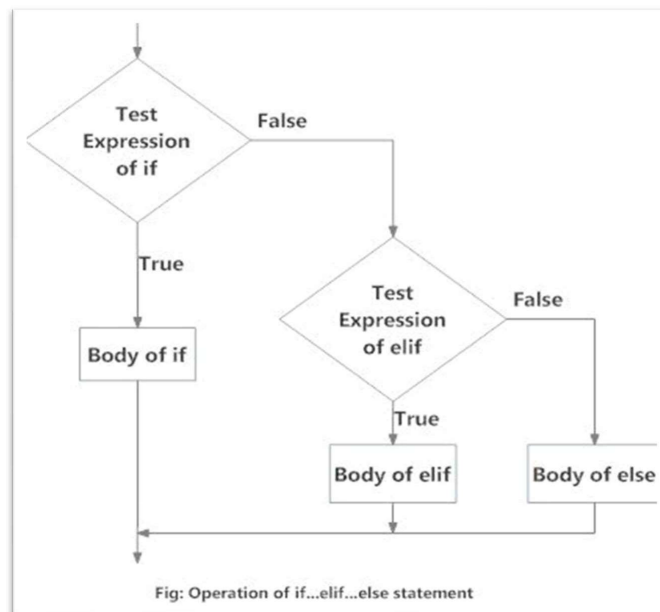 Test
Expression
of if
False
True
Body of if
Test
Expression
of elif
False
True
Body of elif
Body of else
Fig: Operation of if...elif...else statement